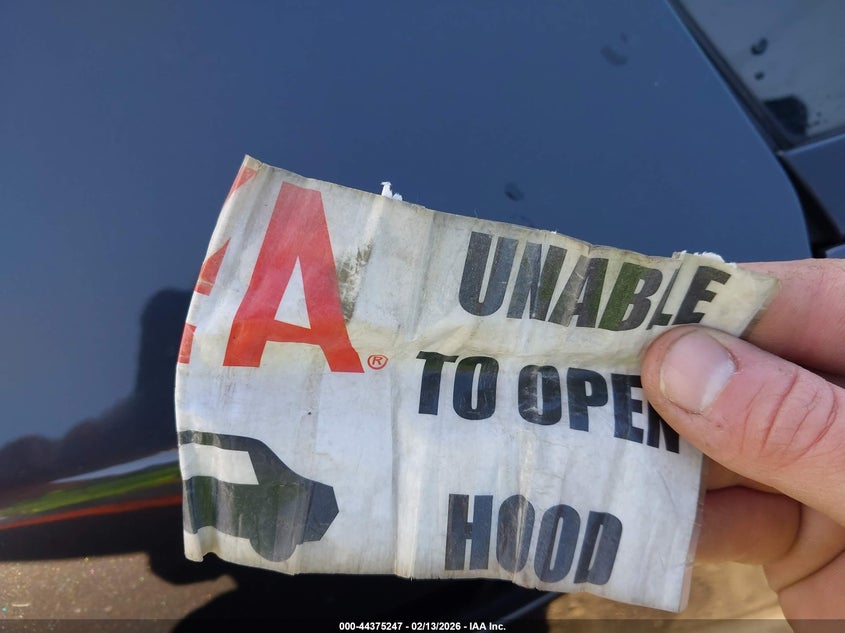 A®
UNABLE
TO OPEN
HOOD
000-44375247 - 02/13/2026 - IAA Inc.